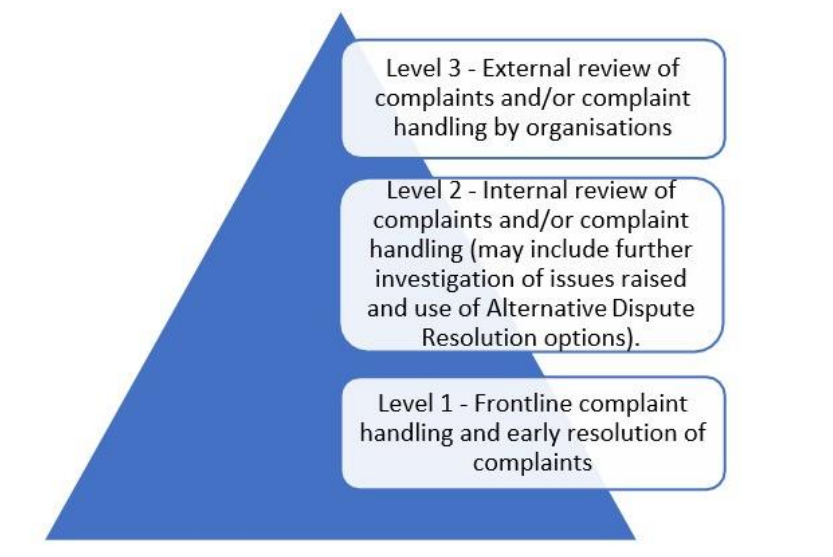 Level 3 - External review of
complaints and/or complaint
handling by organisations
Level 2 - Internal review of
complaints and/or complaint
handling (may include further
investigation of issues raised
and use of Alternative Dispute
Resolution options).
Level 1 - Frontline complaint
handling and early resolution of
complaints